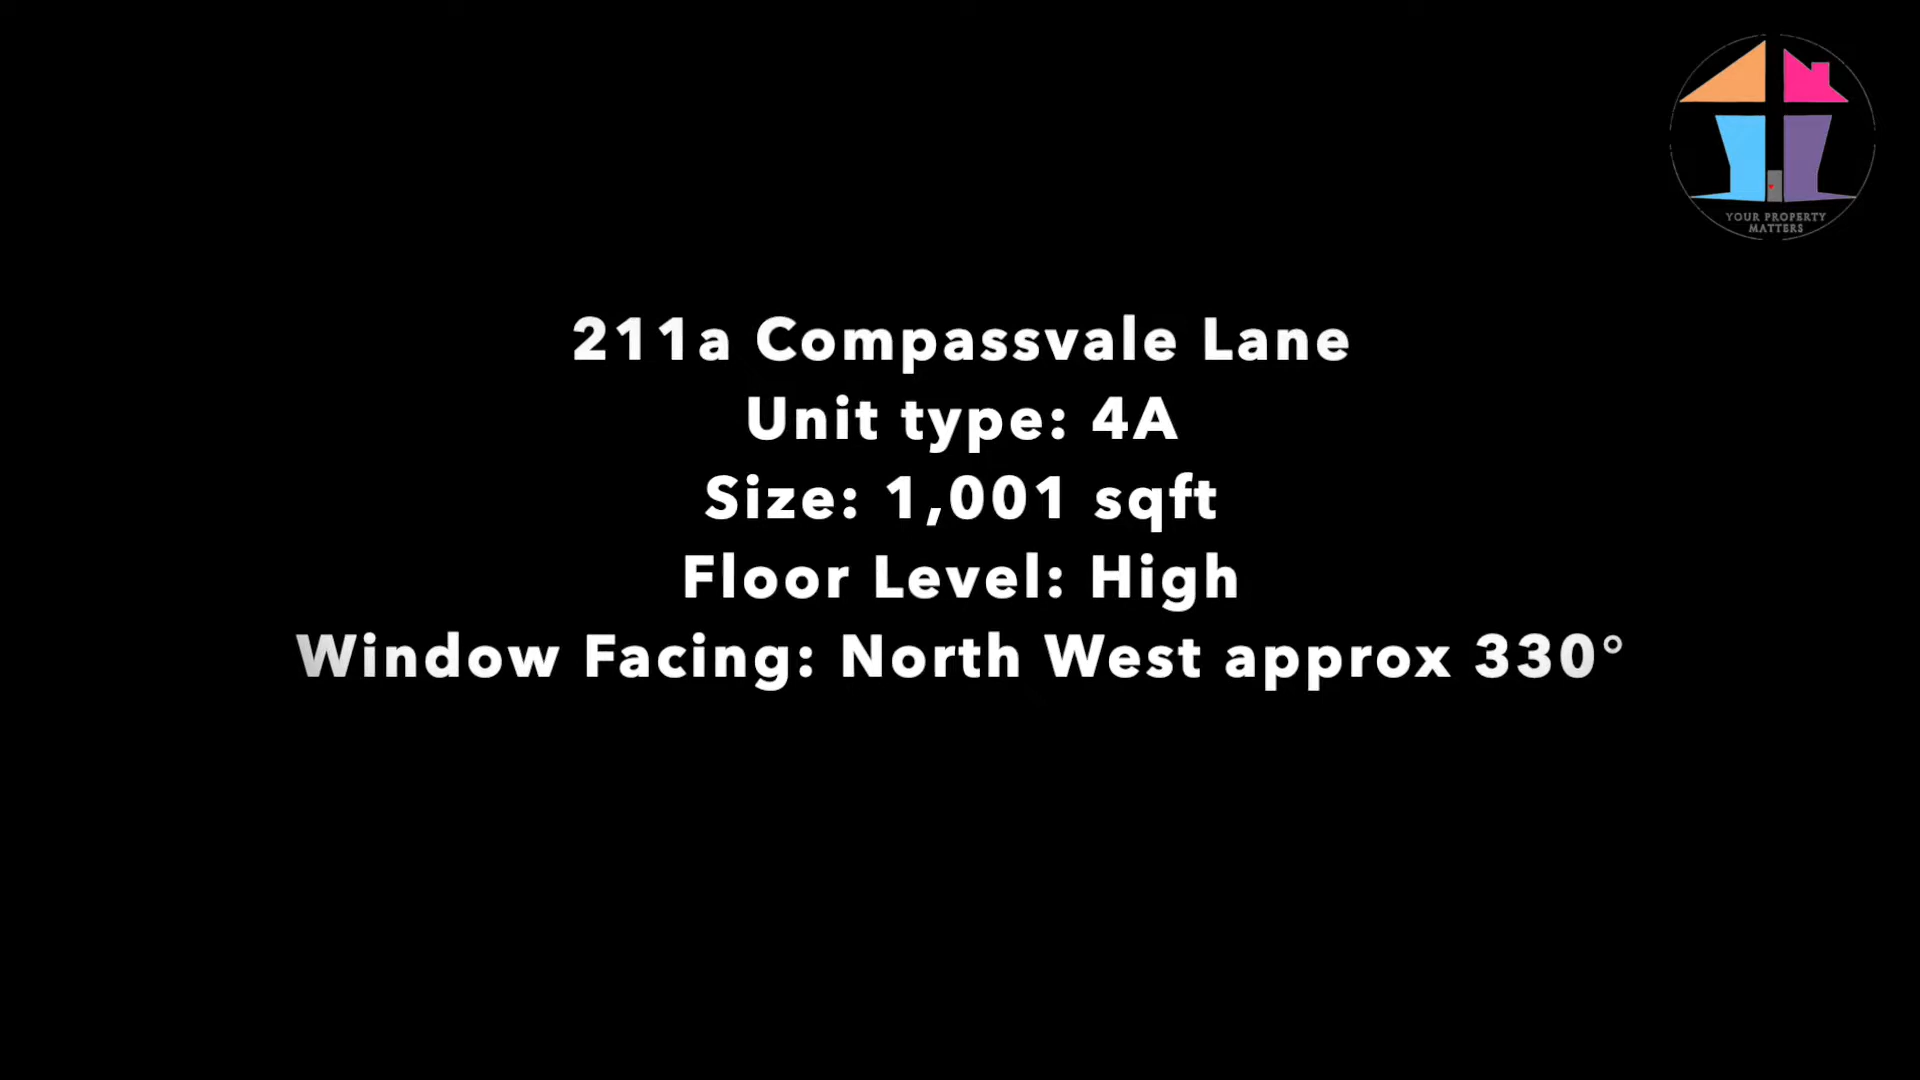 YOUR PROPERTY
MATTERS
211a Compassvale Lane
Unit type: 4A
Size: 1,001 sqft
Floor Level: High
Window Facing: North West approx 330°